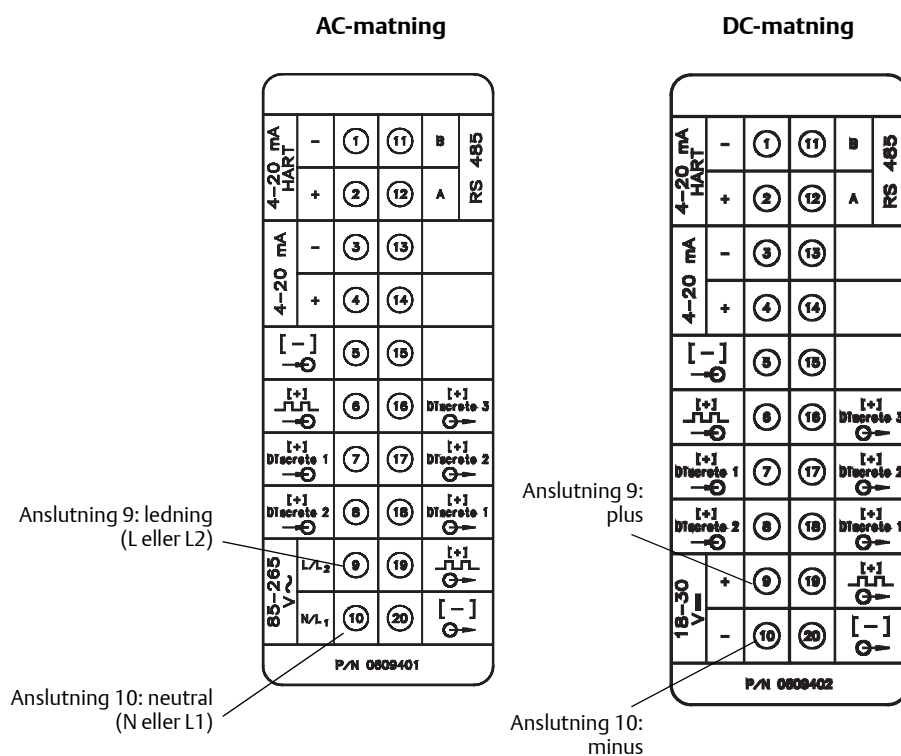 AC-matning
4-20 mA
HART
- 1 11 B
+ 2 12 A
RS 485
4-20 mA
- 3 13
+ 4 14
[-] 5 15
[+] 6 16 [+]
Discrete 3
[+]
Discrete 1 7 17 [+]
Discrete 2
[+]
Discrete 2 8 18 [+]
Discrete 1
85-265
V~
L/L2 9 19 [+]
N/L1 10 20 [-]
P/N 0609401
Anslutning 9: ledning
(L eller L2)
Anslutning 10: neutral
(N eller L1)
DC-matning
4-20 mA
HART
- 1 11 B
+ 2 12 A
RS 485
4-20 mA
- 3 13
+ 4 14
[-] 5 15
[+] 6 16 [+]
Discrete 3
[+]
Discrete 1 7 17 [+]
Discrete 2
[+]
Discrete 2 8 18 [+]
Discrete 1
18-30
V
+ 9 19 [+]
- 10 20 [-]
P/N 0609402
Anslutning 9:
plus
Anslutning 10:
minus